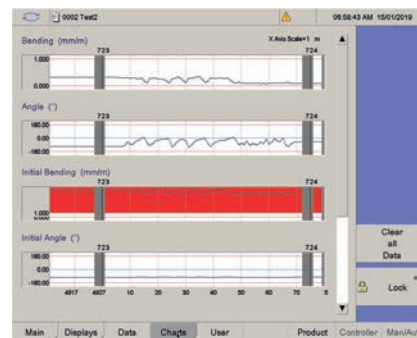 0002 Test2
06:58:43 AM 15/01/2019
Bending (mm/m)
X Axis Scale=1 m
723
724
1.000
0.000
Angle (°)
723
724
180.00
0.00
-180.00
Initial Bending (mm/m)
723
724
1.000
0.000
Initial Angle (°)
723
724
180.00
0.00
-180.00
4917 4927 10 20 30 40 50 60 70 5
Clear
all
Data
Lock
Main Displays Data Charts User Product Controller Man/Au